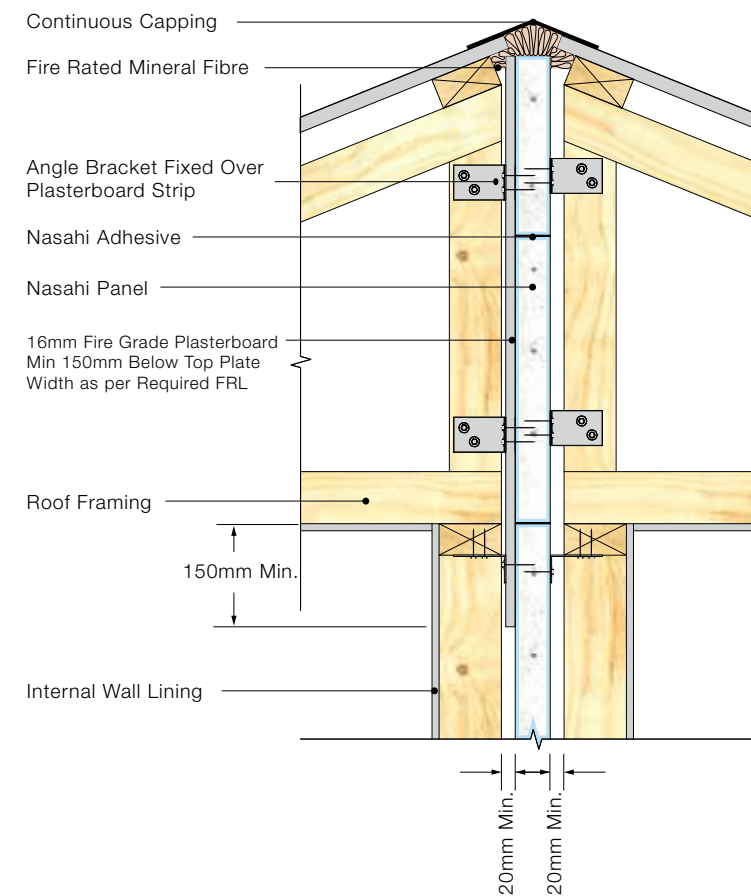 Continuous Capping
Fire Rated Mineral Fibre
Angle Bracket Fixed Over
Plasterboard Strip
Nasahi Adhesive
Nasahi Panel
16mm Fire Grade Plasterboard
Min 150mm Below Top Plate
Width as per Required FRL
Roof Framing
150mm Min.
Internal Wall Lining
20mm Min.
20mm Min.